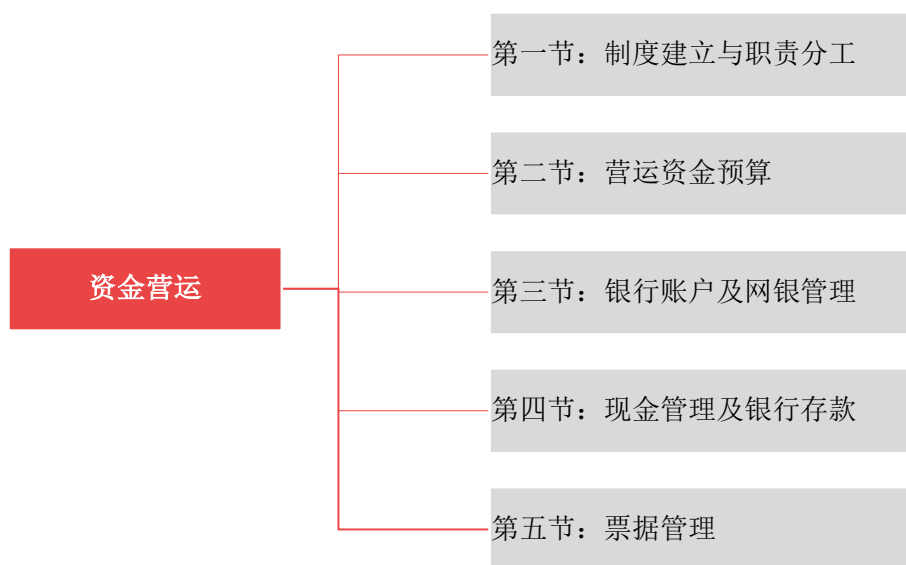 第一节：制度建立与职责分工
第二节：营运资金预算
资金营运
第三节：银行账户及网银管理
第四节：现金管理及银行存款
第五节：票据管理